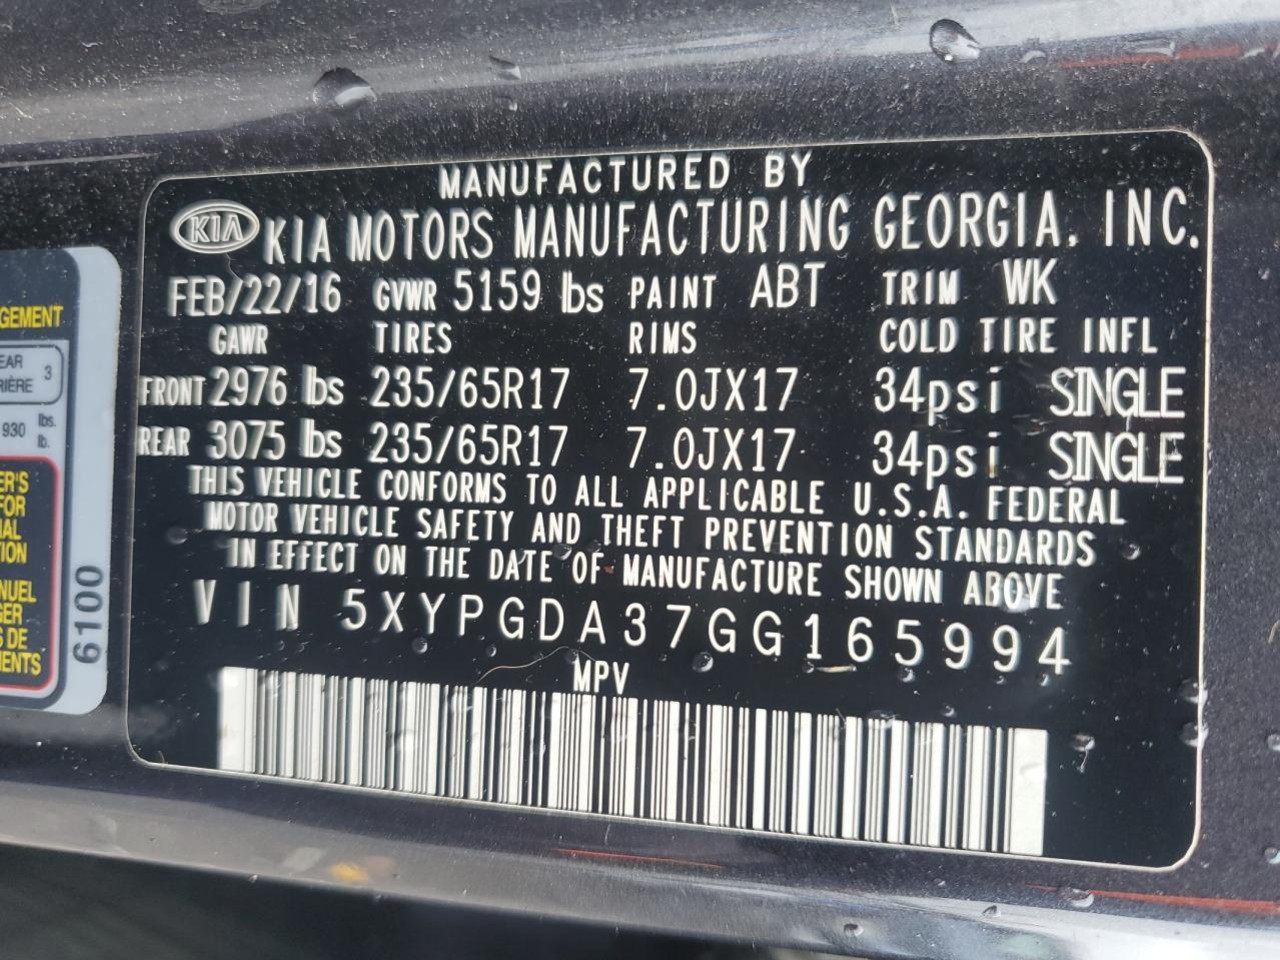 MANUFACTURED BY
KIA KIA MOTORS MANUFACTURING GEORGIA, INC.
FEB/22/16 GVWR 5159 lbs PAINT ABT TRIM WK
GAWR TIRES RIMS COLD TIRE INFL
FRONT 2976 lbs 235/65R17 7.0JX17 34psi SINGLE
REAR 3075 lbs 235/65R17 7.0JX17 34psi SINGLE
THIS VEHICLE CONFORMS TO ALL APPLICABLE U.S.A. FEDERAL
MOTOR VEHICLE SAFETY AND THEFT PREVENTION STANDARDS
IN EFFECT ON THE DATE OF MANUFACTURE SHOWN ABOVE
VIN 5XYPGDA37GG165994
MPV
3
930 lbs.
lb.
FOR
DE
6100